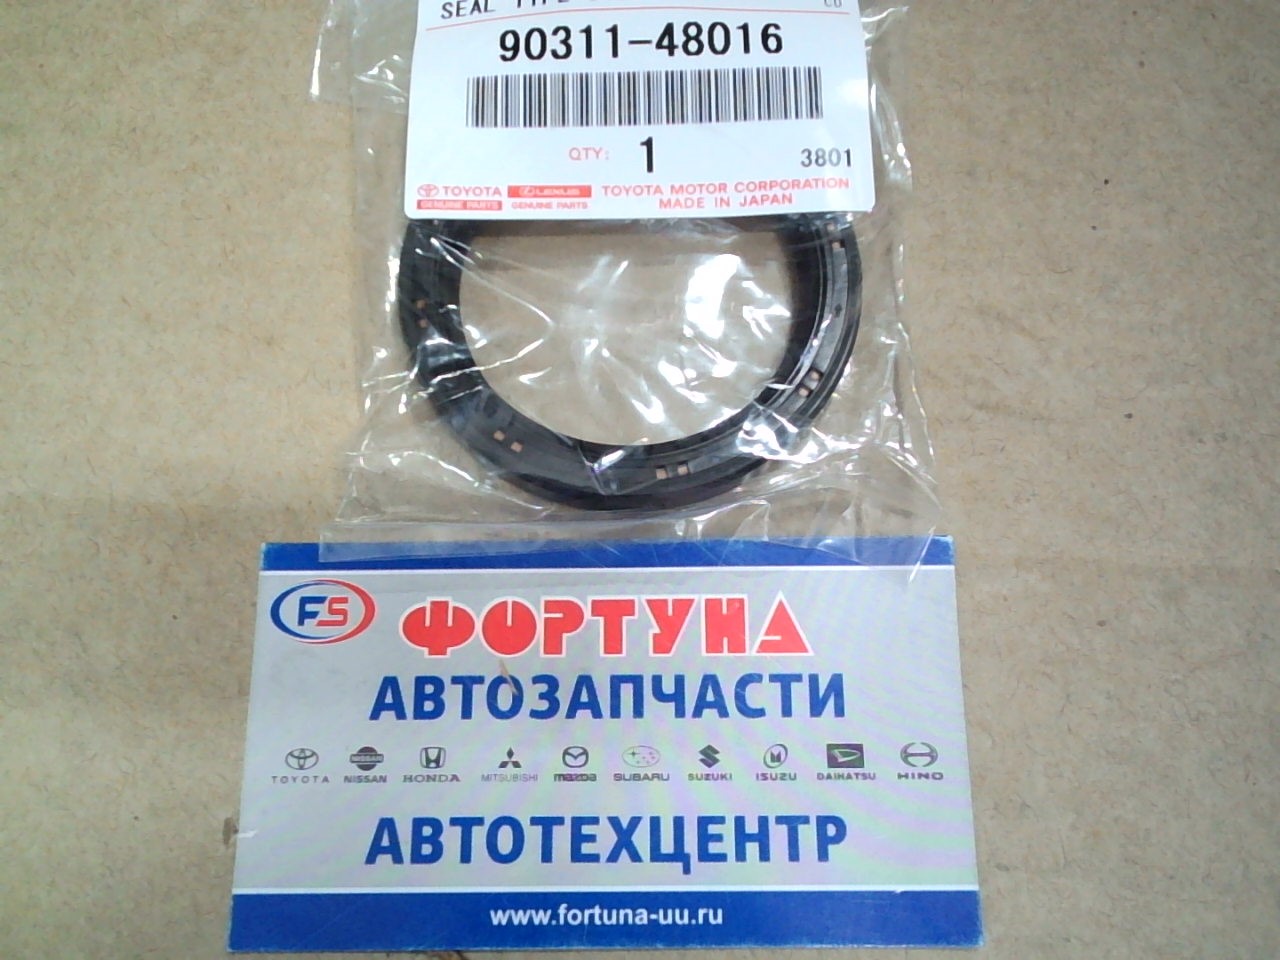 SEAL
90311-48016
QTY: 1
3801
TOYOTA
GENUINE PARTS
LEXUS
GENUINE PARTS
TOYOTA MOTOR CORPORATION
MADE IN JAPAN
FS
ФОРТУНА
АВТОЗАПЧАСТИ
TOYOTA NISSAN HONDA MITSUBISHI mazda SUBARU SUZUKI ISUZU DAIHATSU HINO
АВТОТЕХЦЕНТР
www.fortuna-uu.ru